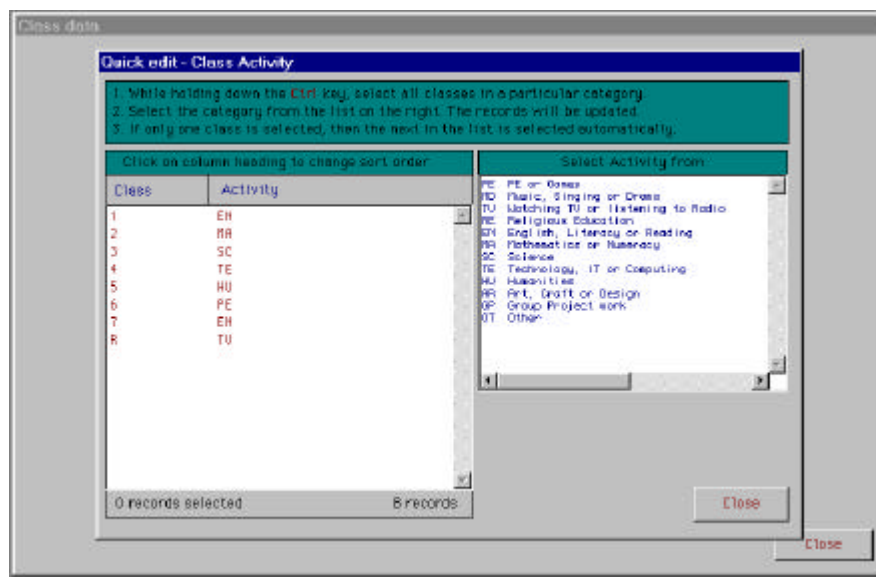 Class data
Quick edit - Class Activity
1. While holding down the Ctrl key, select all classes in a particular category.
2. Select the category from the list on the right. The records will be updated.
3. If only one class is selected, then the next in the list is selected automatically.
Click on column heading to change sort order
Select Activity from
Class Activity
1 EN
2 MA
3 SC
4 TE
5 HU
6 PE
7 EN
R TV
PE PE or Games
MD Music, Singing or Drama
TV Watching TV or listening to Radio
RE Religious Education
EN English, Literacy or Reading
MA Mathematics or Numeracy
SC Science
TE Technology, IT or Computing
HU Humanities
AR Art, Craft or Design
GP Group Project work
OT Other
0 records selected 8 records
Close
Close